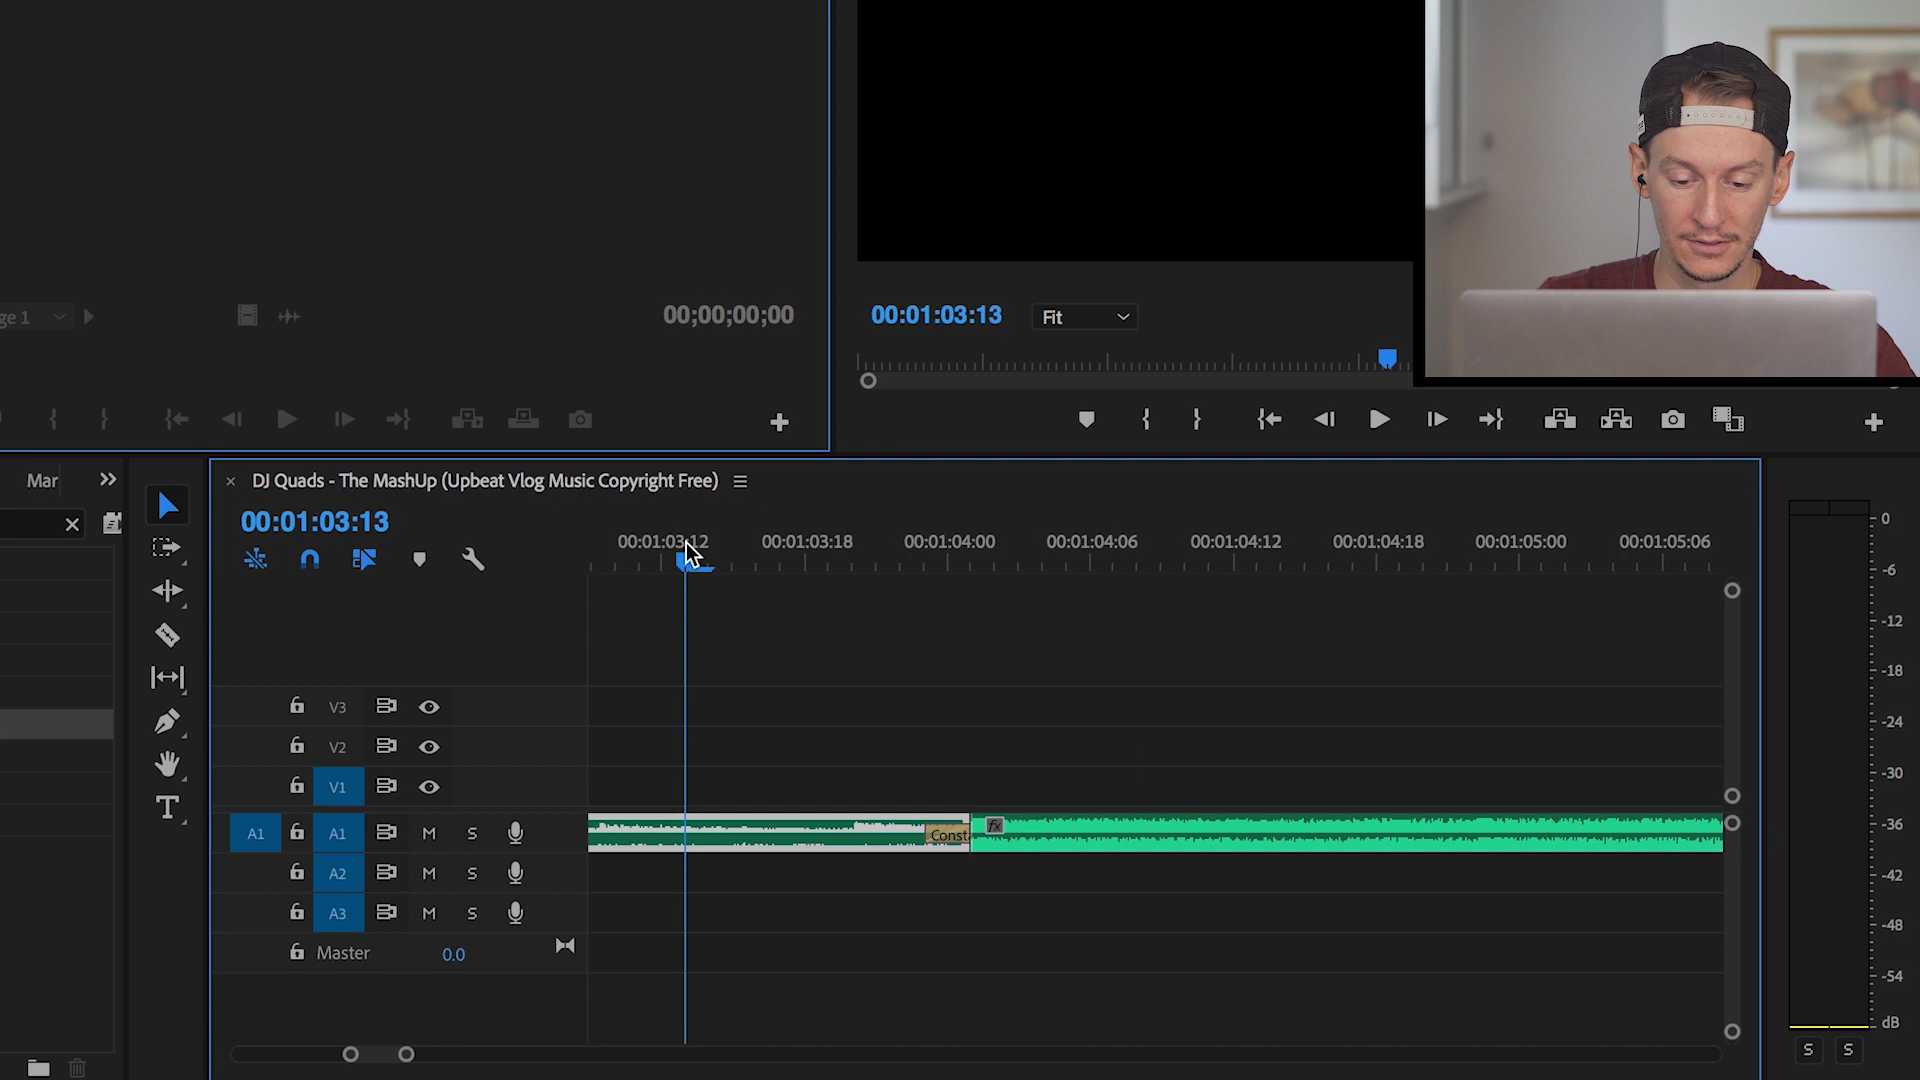 ge 1
00;00;00;00
00:01:03:13
Fit
Mar
DJ Quads - The MashUp (Upbeat Vlog Music Copyright Free)
00:01:03:13
00:01:03:12
00:01:03:18
00:01:04:00
00:01:04:06
00:01:04:12
00:01:04:18
00:01:05:00
00:01:05:06
V3
V2
V1
A1
A1
M
S
Const
fx
A2
M
S
A3
M
S
Master
0.0
0
-6
-12
-18
-24
-30
-36
-42
-48
-54
dB
S
S